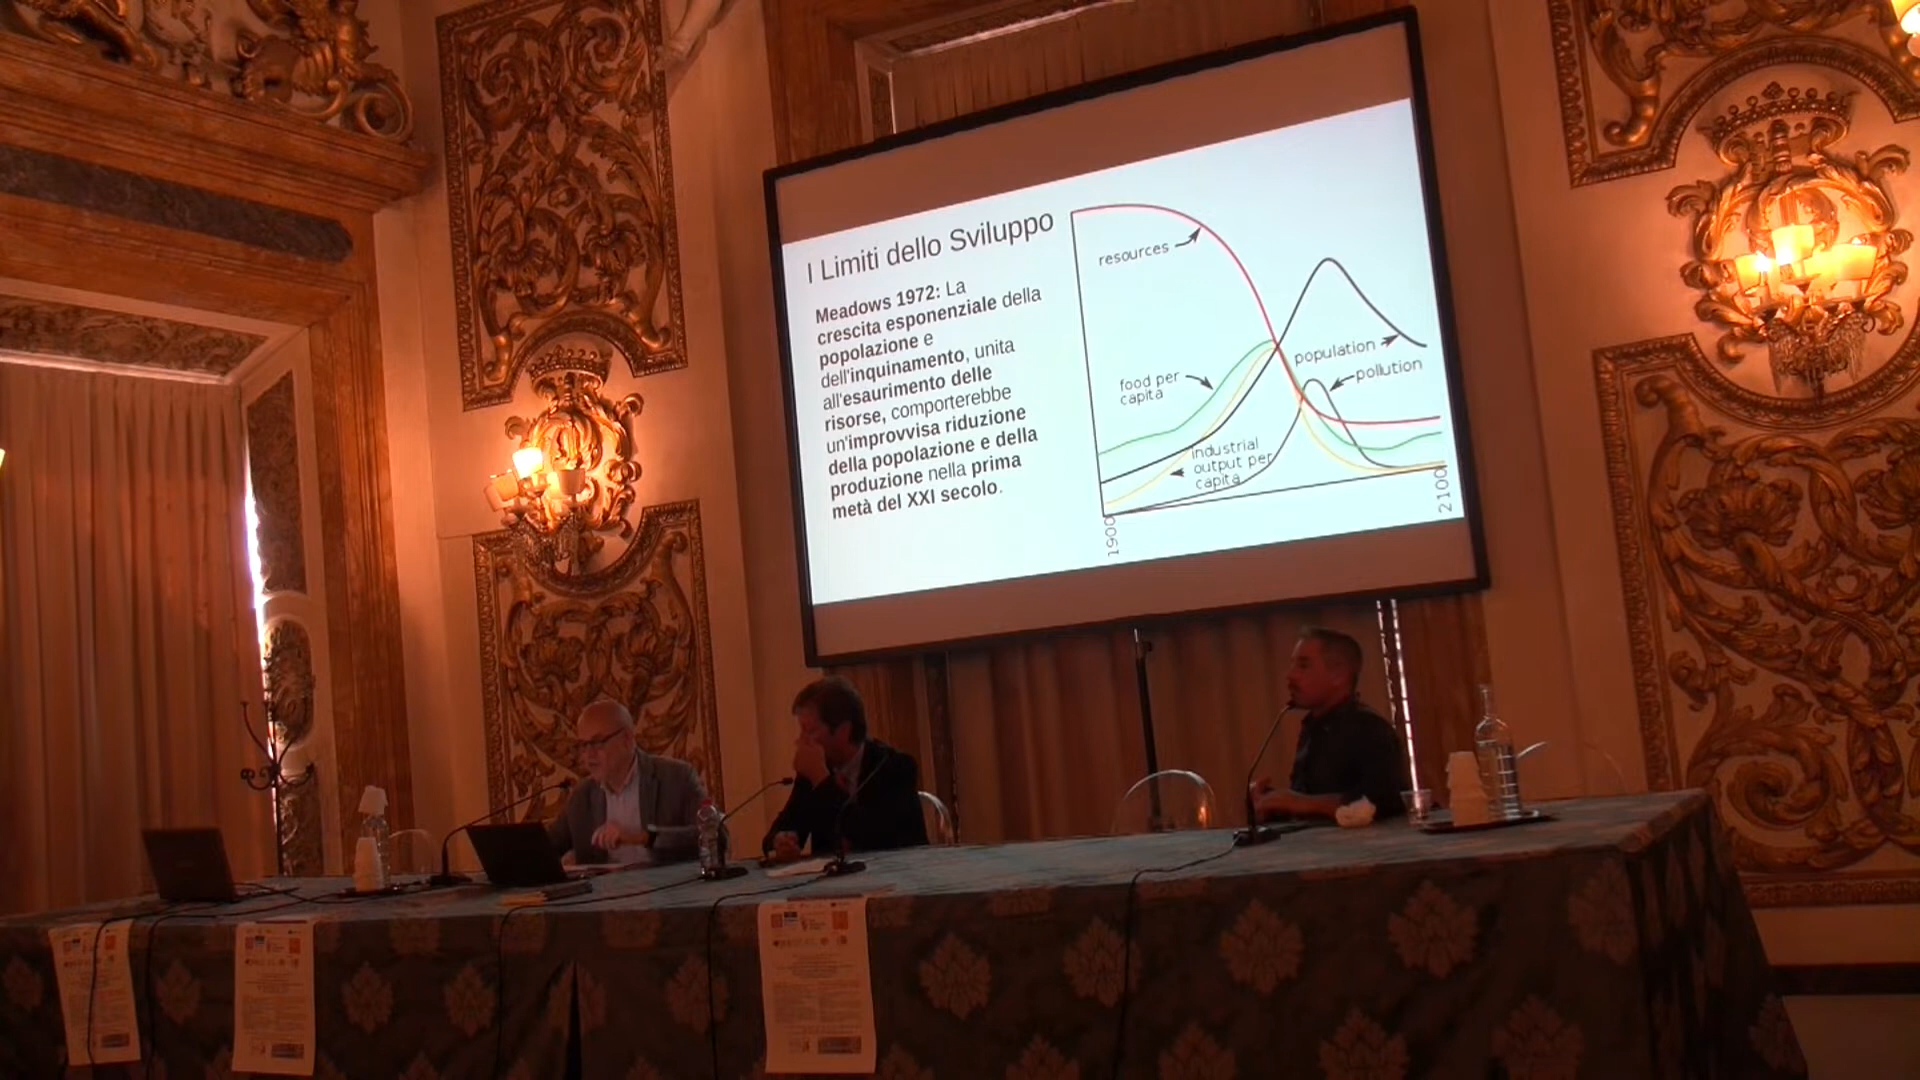 I Limiti dello Sviluppo
Meadows 1972: La
crescita esponenziale della
popolazione e
dell'inquinamento, unita
all'esaurimento delle
risorse, comporterebbe
un'improvvisa riduzione
della popolazione e della
produzione nella prima
metà del XXI secolo.
resources
food per
capita
industrial
output per
capita
population
pollution
1900
2100